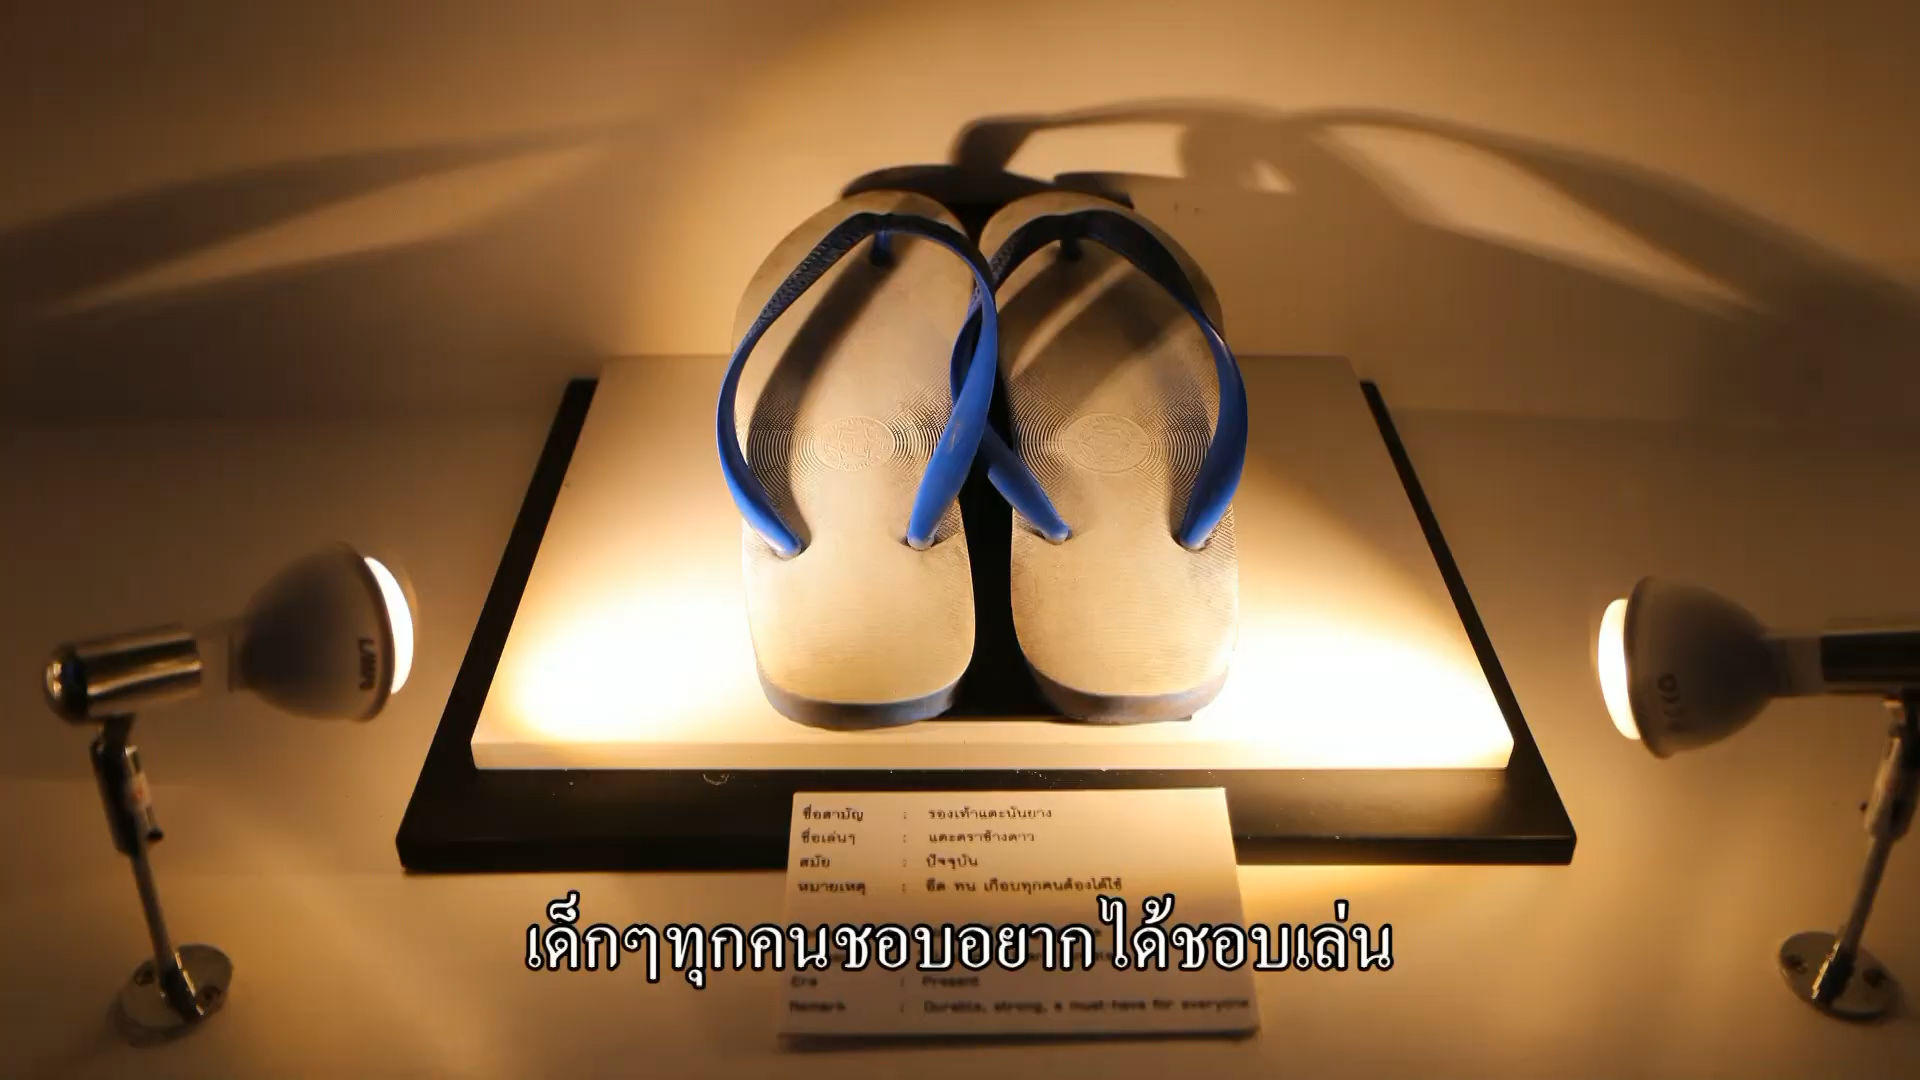 ชื่อสามัญ : รองเท้าแตะนันยาง
ชื่อเล่นๆ : แตะตราช้างดาว
สมัย : ปัจจุบัน
หมายเหตุ : อึด ทน เกือบทุกคนต้องได้ใช้
เด็กๆทุกคนชอบอยากได้ชอบเล่น
Era : Present
Remark : Durable, strong, a must-have for everyone